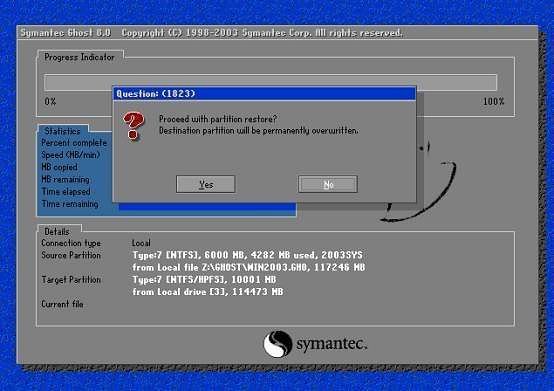 Symantec Ghost 8.0 Copyright (C) 1998-2003 Symantec Corp. All rights reserved.
Progress Indicator
0%
100%
Question: (1823)
Proceed with partition restore?
Destination partition will be permanently overwritten.
Yes
No
Statistics
Percent complete
Speed (MB/min)
MB copied
MB remaining
Time elapsed
Time remaining
Details
Connection type Local
Source Partition Type:7 [NTFS], 6000 MB, 4282 MB used, 2003SYS
from Local file Z:\GHOST\WIN2003.GHO, 117246 MB
Target Partition Type:7 [NTFS/HPFS], 10001 MB
from Local drive [3], 114473 MB
Current file
symantec.